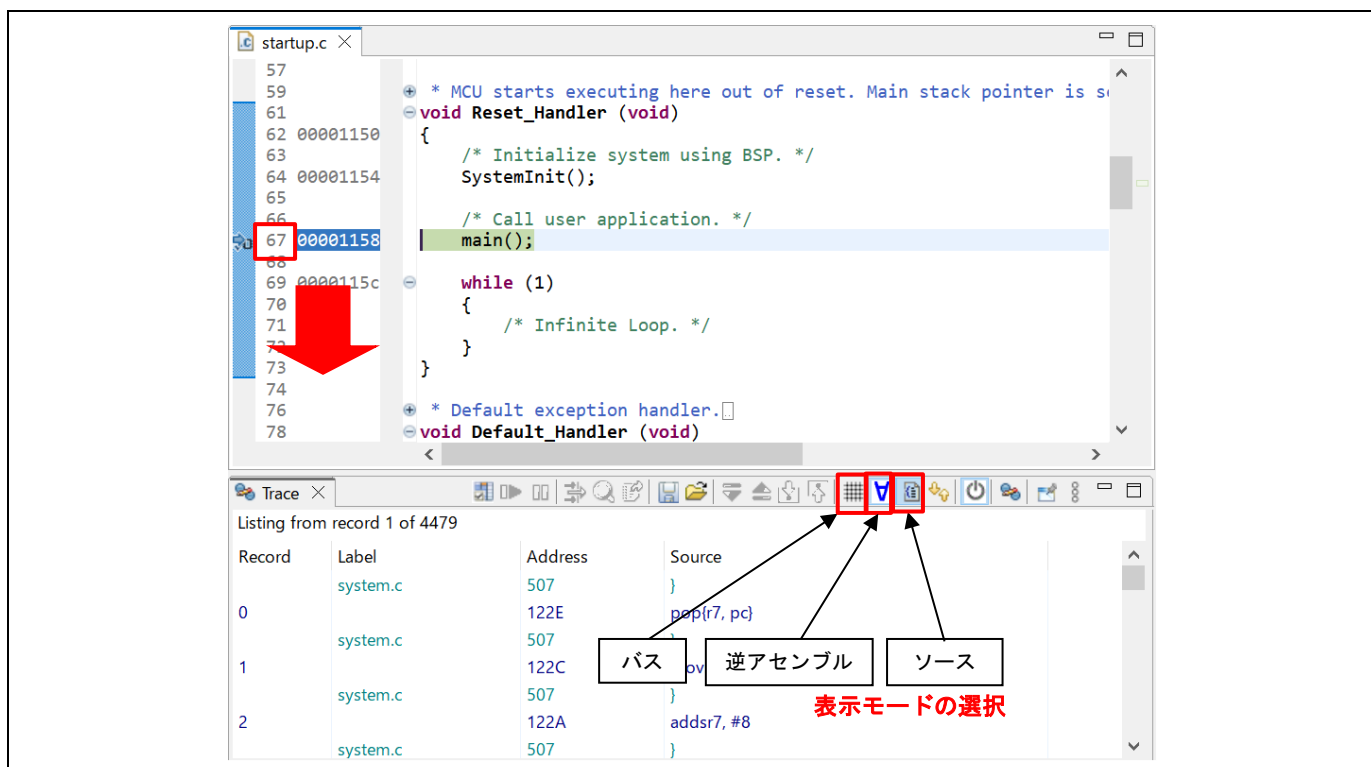 startup.c
57
59 * MCU starts executing here out of reset. Main stack pointer is s
61 void Reset_Handler (void)
62 00001150 {
63 /* Initialize system using BSP. */
64 00001154 SystemInit();
65
66 /* Call user application. */
67 00001158 main();
68
69 0000115c while (1)
70 {
71 /* Infinite Loop. */
72 }
73 }
74
76 * Default exception handler.
78 void Default_Handler (void)
Trace
Listing from record 1 of 4479
Record Label Address Source
system.c 507 }
0 122E pop{r7, pc}
system.c 507
バス 逆アセンブル ソース
1 122C
system.c 507 }
表示モードの選択
2 122A addsr7, #8
system.c 507 }